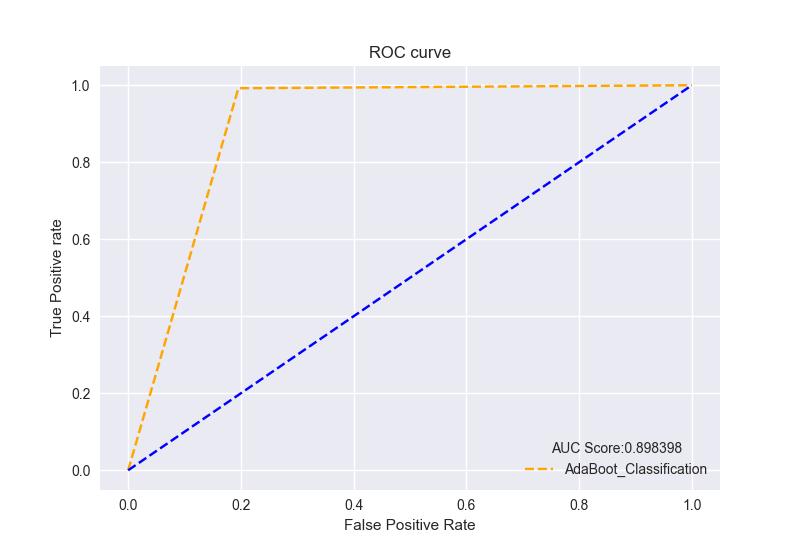 ROC curve
1.0
0.8
0.6
0.4
0.2
0.0
True Positive rate
AUC Score:0.898398
AdaBoot_Classification
0.0 0.2 0.4 0.6 0.8 1.0
False Positive Rate